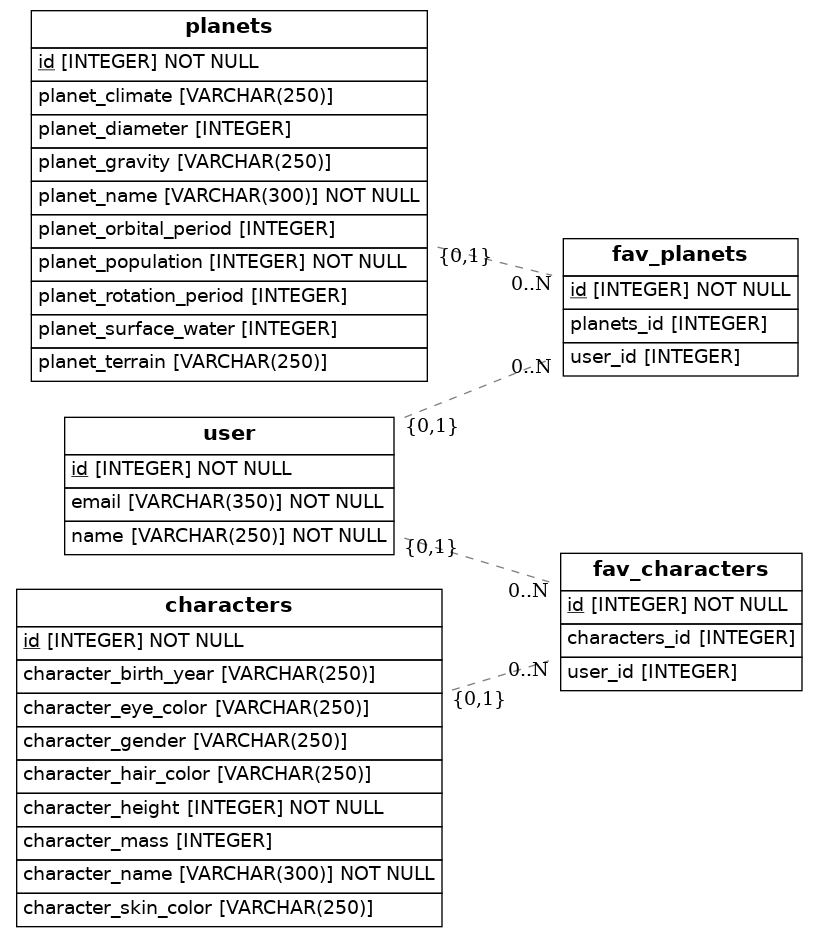 planets
id [INTEGER] NOT NULL
planet_climate [VARCHAR(250)]
planet_diameter [INTEGER]
planet_gravity [VARCHAR(250)]
planet_name [VARCHAR(300)] NOT NULL
planet_orbital_period [INTEGER]
planet_population [INTEGER] NOT NULL
planet_rotation_period [INTEGER]
planet_surface_water [INTEGER]
planet_terrain [VARCHAR(250)]
{0,1}
0..N
fav_planets
id [INTEGER] NOT NULL
planets_id [INTEGER]
user_id [INTEGER]
0..N
{0,1}
user
id [INTEGER] NOT NULL
email [VARCHAR(350)] NOT NULL
name [VARCHAR(250)] NOT NULL
{0,1}
0..N
fav_characters
id [INTEGER] NOT NULL
characters_id [INTEGER]
user_id [INTEGER]
0..N
{0,1}
characters
id [INTEGER] NOT NULL
character_birth_year [VARCHAR(250)]
character_eye_color [VARCHAR(250)]
character_gender [VARCHAR(250)]
character_hair_color [VARCHAR(250)]
character_height [INTEGER] NOT NULL
character_mass [INTEGER]
character_name [VARCHAR(300)] NOT NULL
character_skin_color [VARCHAR(250)]